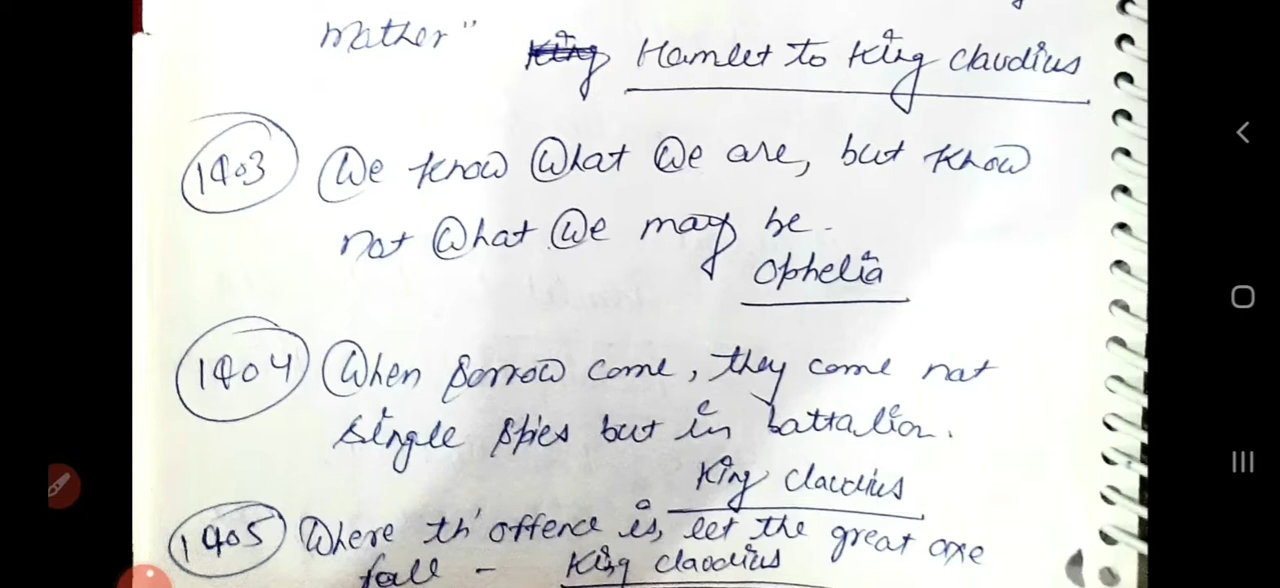 Mather"
King Hamlet to King Claudius
1403 We know What We are, but know
not What We may be.
Ophelia
1404 When sorrow come, they come not
single spies but in battalion.
King Claudius
1405 Where th' offence is, let the great axe
fall - King Claudius